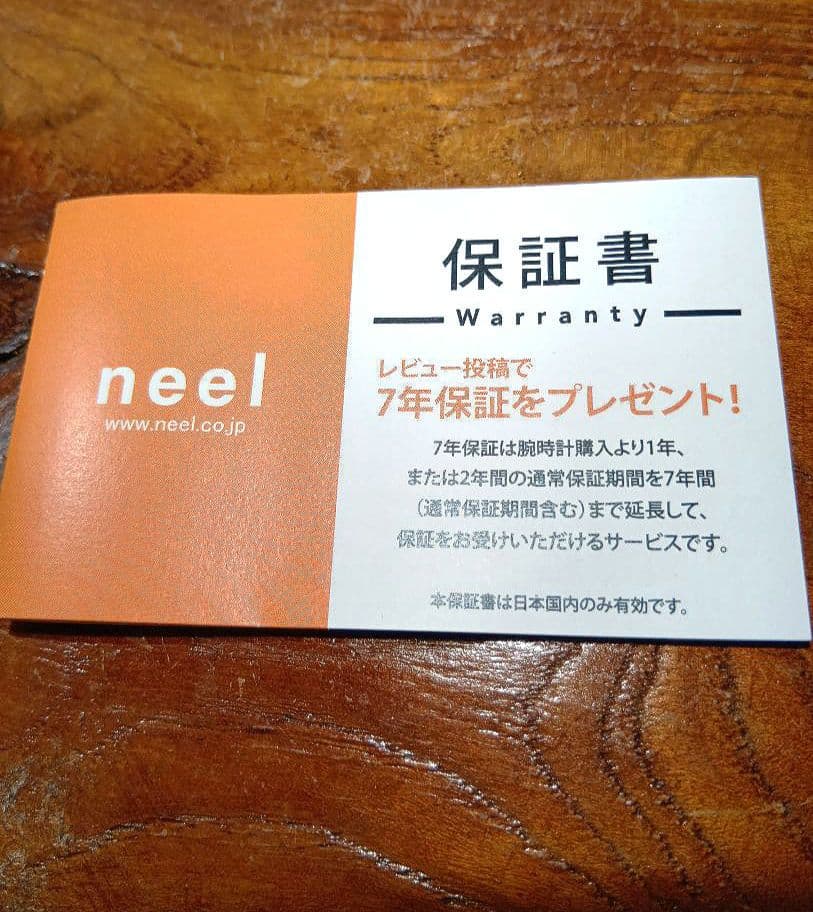 neel
www.neel.co.jp
保証書
Warranty
レビュー投稿で
7年保証をプレゼント!
7年保証は腕時計購入より1年、
または2年間の通常保証期間を7年間
(通常保証期間含む)まで延長して、
保証をお受けいただけるサービスです。
本保証書は日本国内のみ有効です。